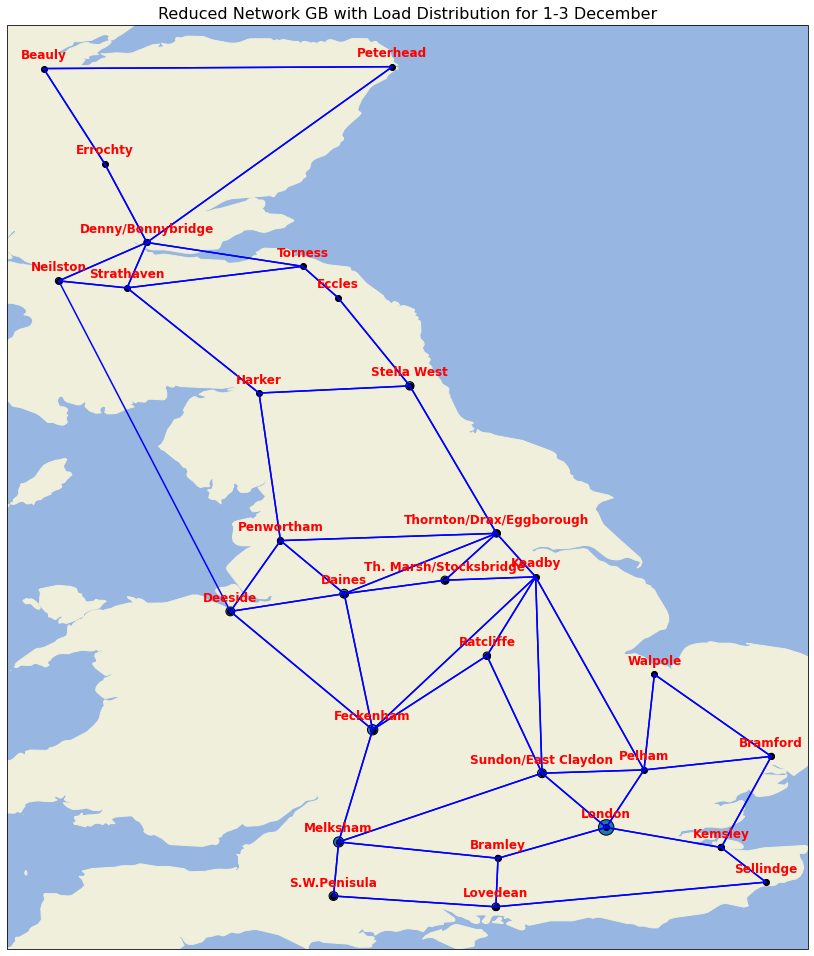 Reduced Network GB with Load Distribution for 1-3 December
Beauly
Peterhead
Errochty
Denny/Bonnybridge
Torness
Neilston
Strathaven
Eccles
Stella West
Harker
Thornton/Drax/Eggborough
Penwortham
Th. Marsh/Stocksbridge
Keadby
Daines
Deeside
Ratcliffe
Walpole
Feckenham
Bramford
Sundon/East Claydon
Pelham
London
Melksham
Kemsley
Bramley
Sellindge
S.W.Penisula
Lovedean